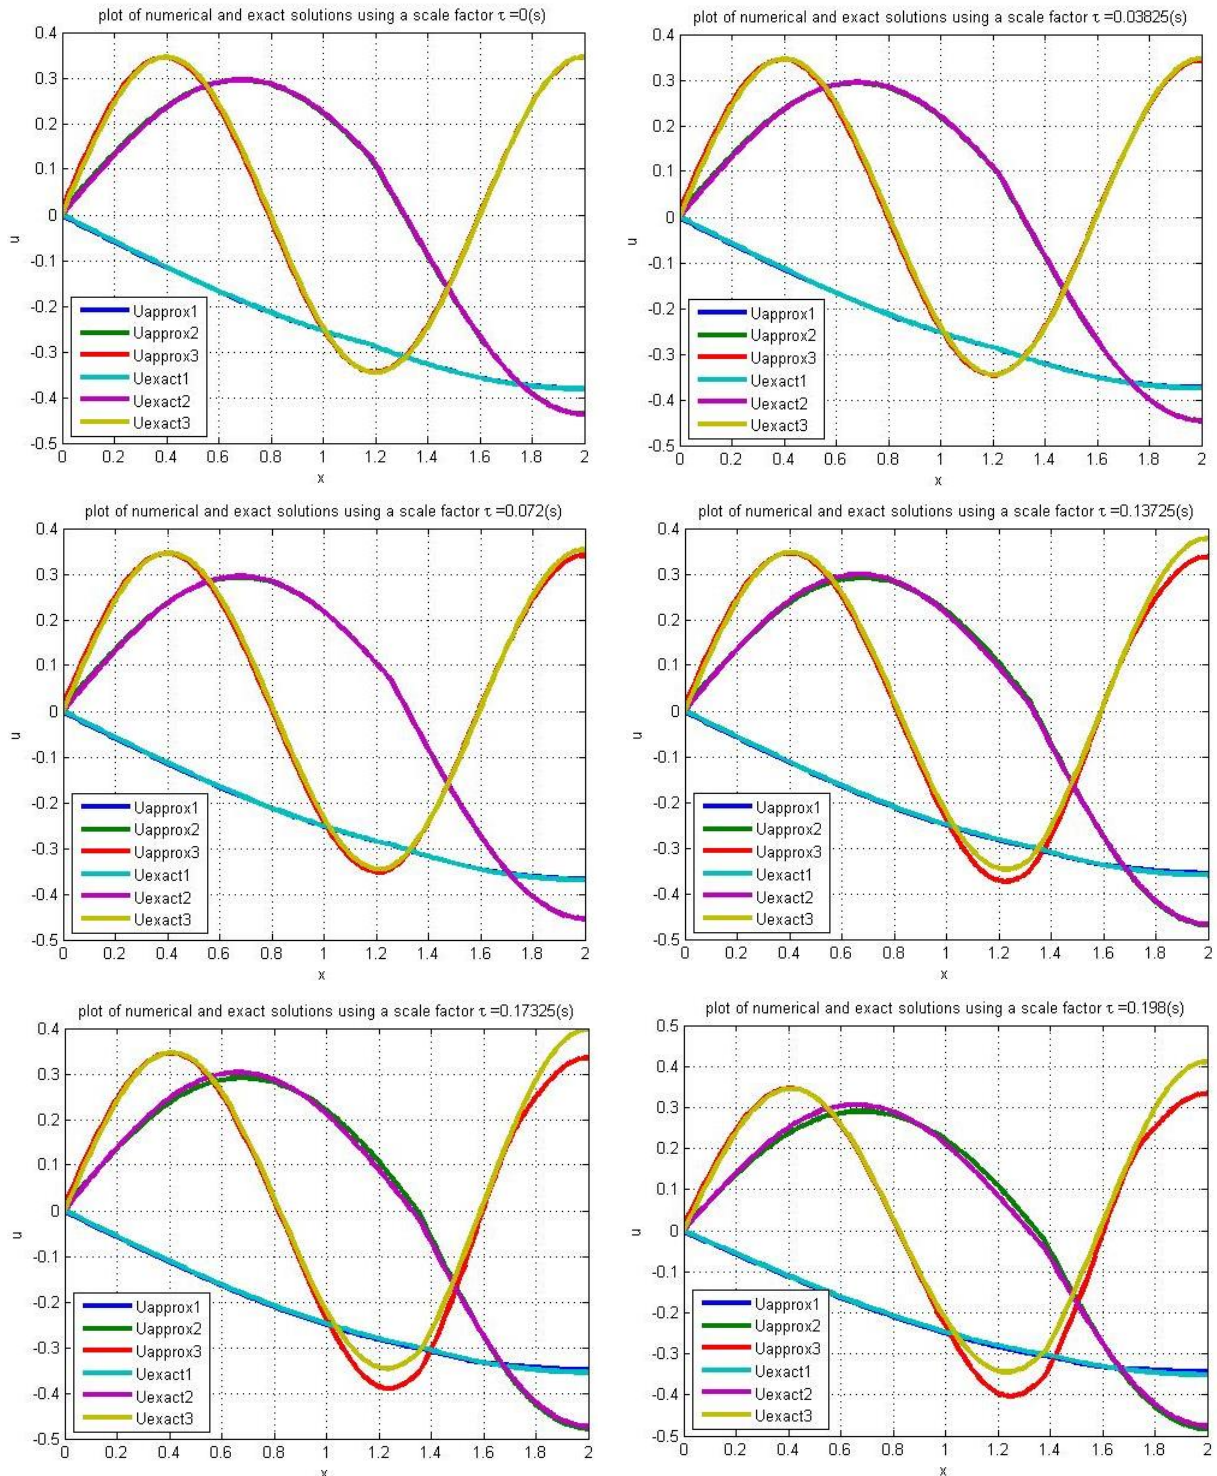 plot of numerical and exact solutions using a scale factor τ =0(s)
0.4
0.3
0.2
0.1
0
-0.1
-0.2
-0.3
-0.4
-0.5
u
Uapprox1
Uapprox2
Uapprox3
Uexact1
Uexact2
Uexact3
0 0.2 0.4 0.6 0.8 1 1.2 1.4 1.6 1.8 2
x
plot of numerical and exact solutions using a scale factor τ =0.03825(s)
0.4
0.3
0.2
0.1
0
-0.1
-0.2
-0.3
-0.4
-0.5
u
Uapprox1
Uapprox2
Uapprox3
Uexact1
Uexact2
Uexact3
0 0.2 0.4 0.6 0.8 1 1.2 1.4 1.6 1.8 2
x
plot of numerical and exact solutions using a scale factor τ =0.072(s)
0.4
0.3
0.2
0.1
0
-0.1
-0.2
-0.3
-0.4
-0.5
u
Uapprox1
Uapprox2
Uapprox3
Uexact1
Uexact2
Uexact3
0 0.2 0.4 0.6 0.8 1 1.2 1.4 1.6 1.8 2
x
plot of numerical and exact solutions using a scale factor τ =0.13725(s)
0.4
0.3
0.2
0.1
0
-0.1
-0.2
-0.3
-0.4
-0.5
u
Uapprox1
Uapprox2
Uapprox3
Uexact1
Uexact2
Uexact3
0 0.2 0.4 0.6 0.8 1 1.2 1.4 1.6 1.8 2
x
plot of numerical and exact solutions using a scale factor τ =0.17325(s)
0.4
0.3
0.2
0.1
0
-0.1
-0.2
-0.3
-0.4
-0.5
u
Uapprox1
Uapprox2
Uapprox3
Uexact1
Uexact2
Uexact3
0 0.2 0.4 0.6 0.8 1 1.2 1.4 1.6 1.8 2
x
plot of numerical and exact solutions using a scale factor τ =0.198(s)
0.5
0.4
0.3
0.2
0.1
0
-0.1
-0.2
-0.3
-0.4
-0.5
u
Uapprox1
Uapprox2
Uapprox3
Uexact1
Uexact2
Uexact3
0 0.2 0.4 0.6 0.8 1 1.2 1.4 1.6 1.8 2
x